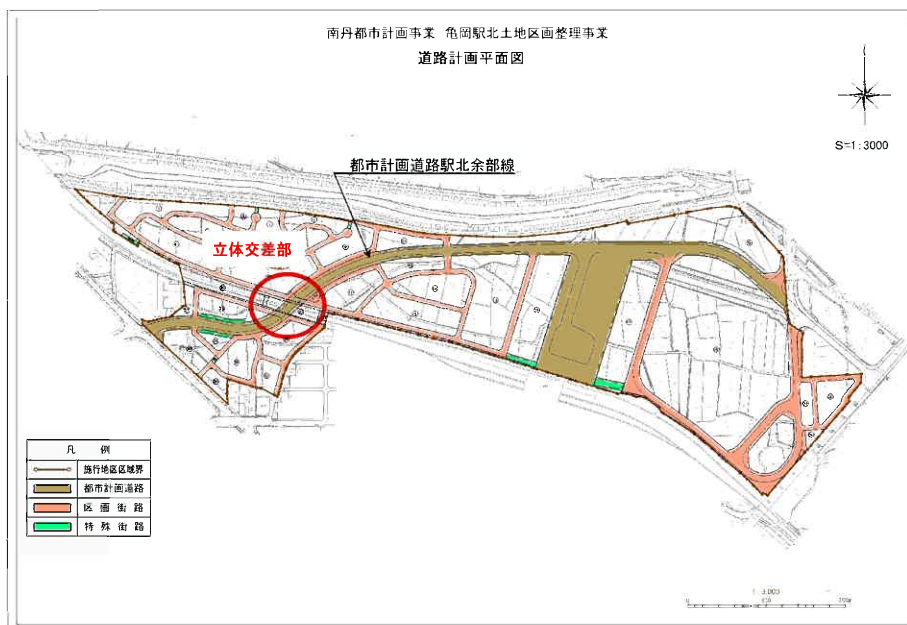 南丹都市計画事業 亀岡駅北土地区画整理事業
道路計画平面図
S=1:3000
都市計画道路駅北余部線
立体交差部
凡 例
施行地区区域界
都市計画道路
区画街路
特殊街路
1:3,000